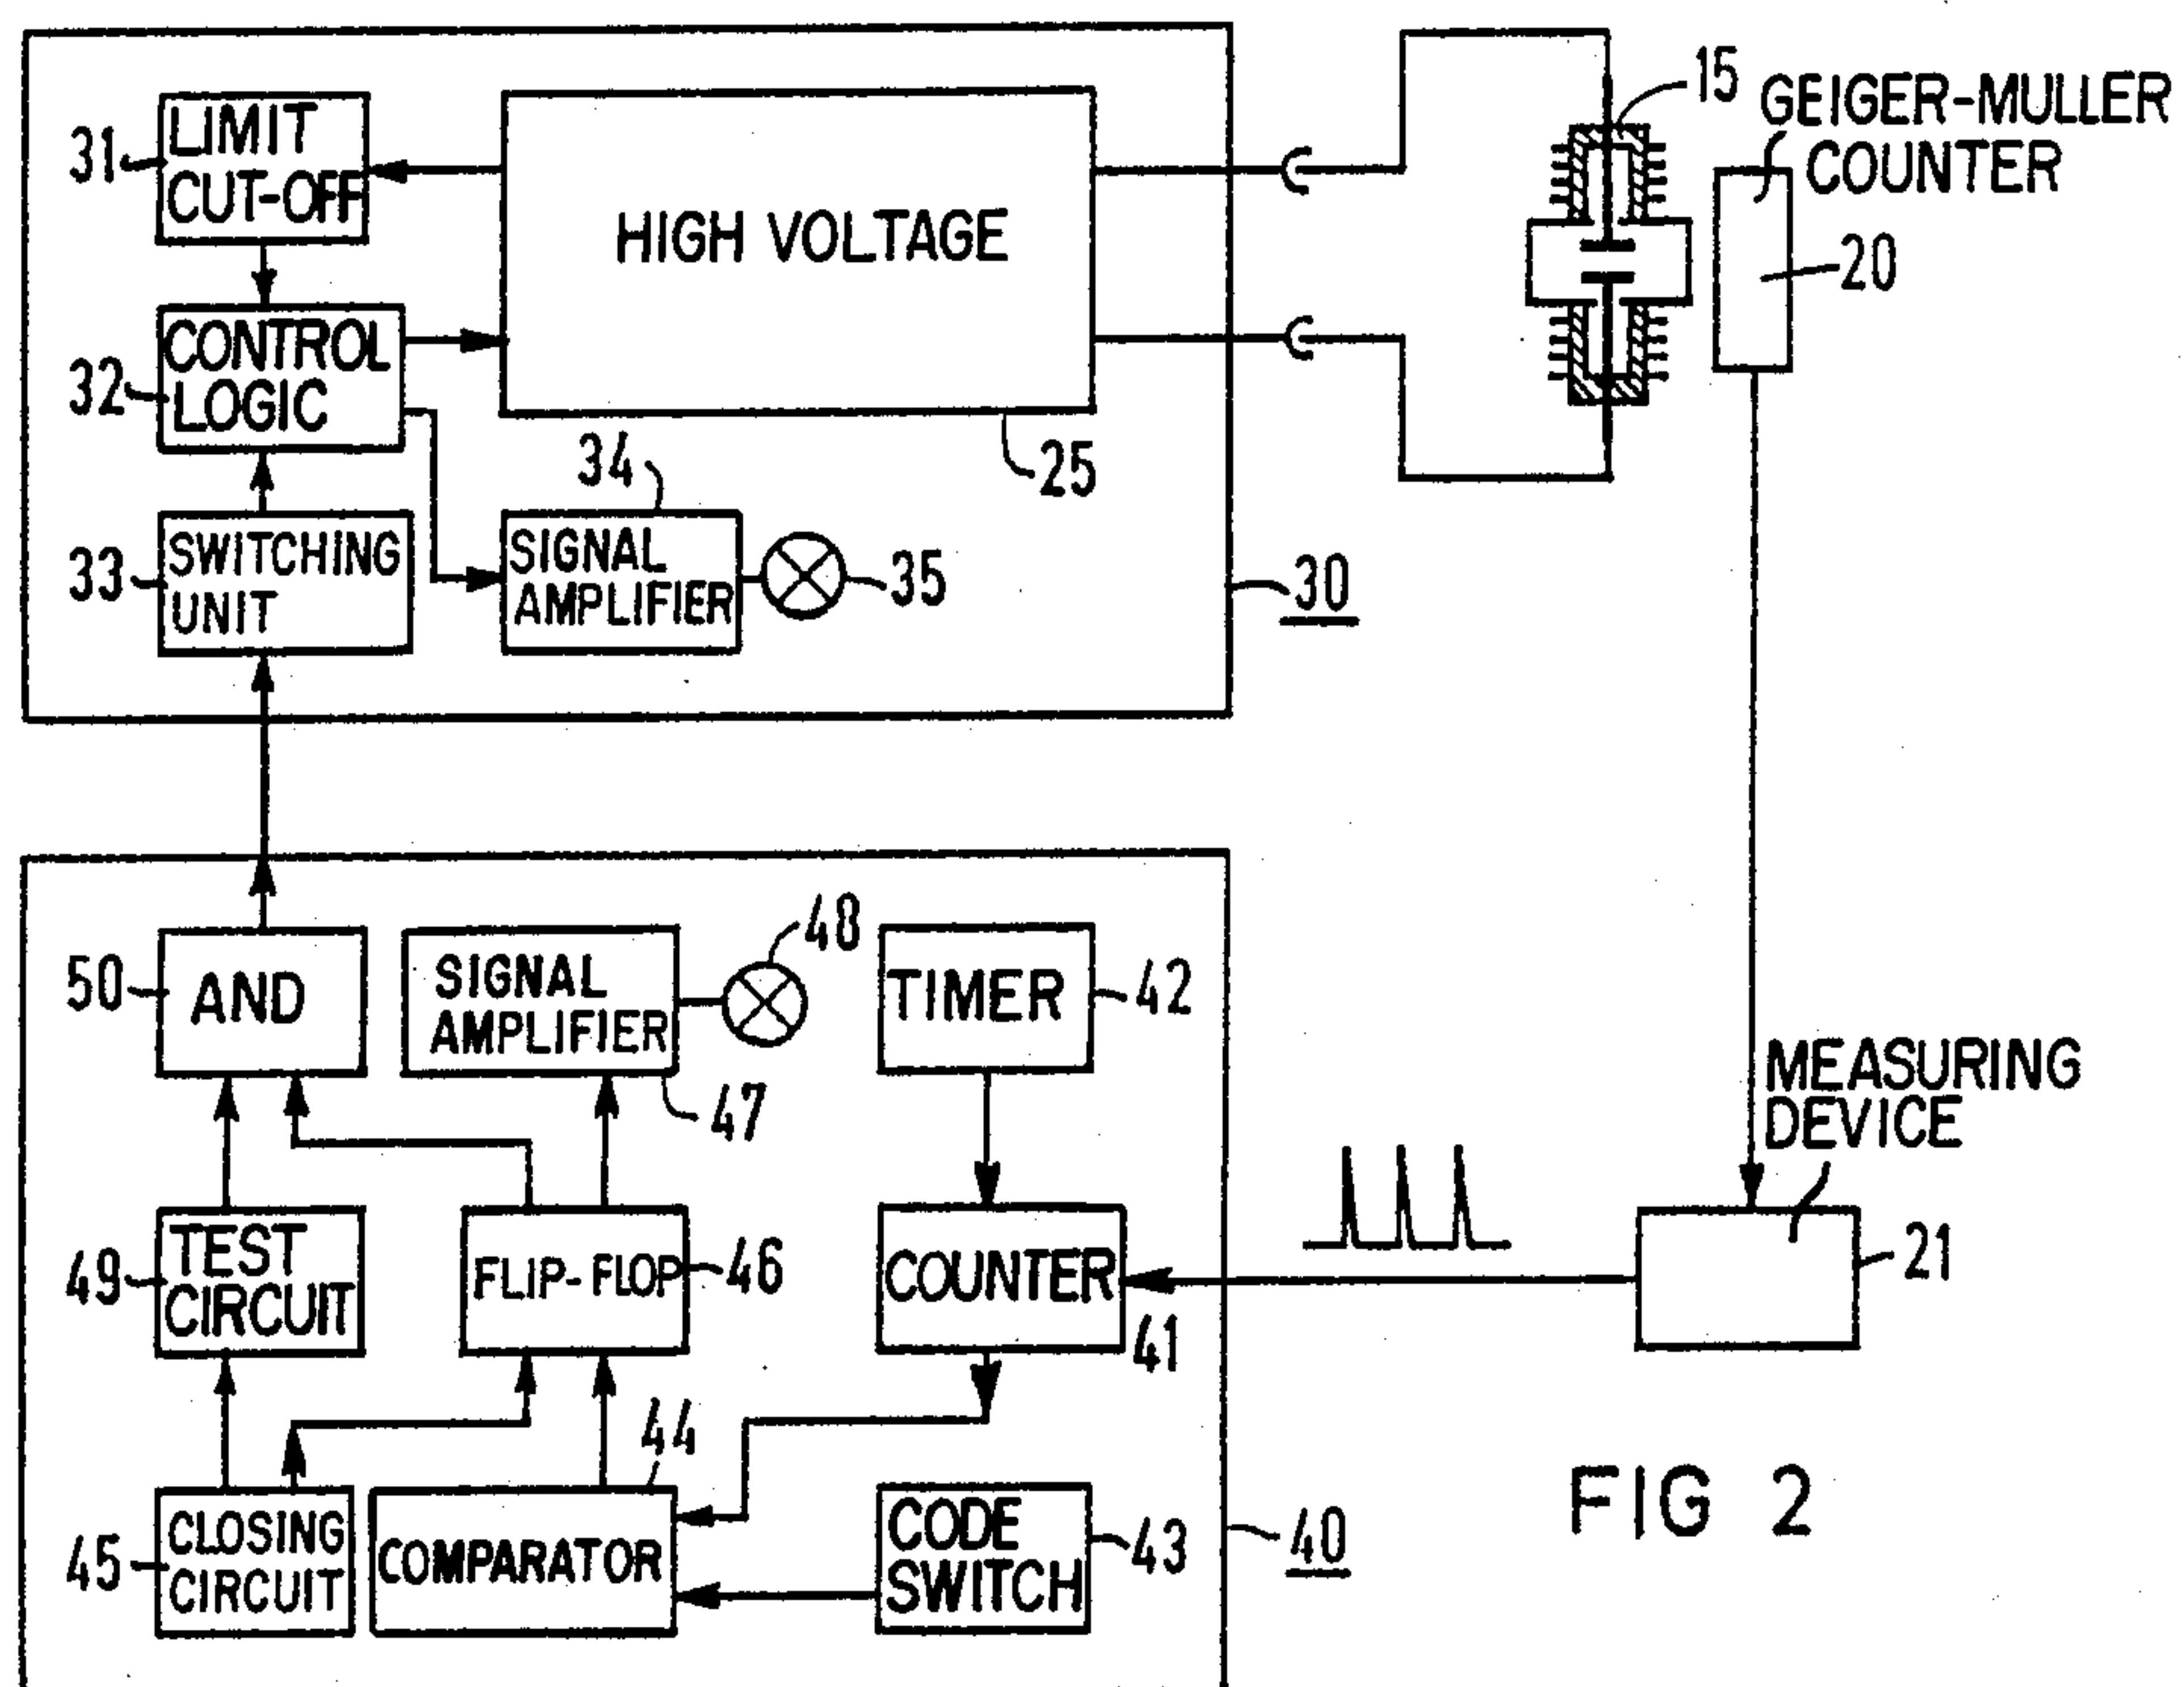 15
GEIGER-MULLER
COUNTER
20
31
LIMIT
CUT-OFF
HIGH VOLTAGE
32
CONTROL
LOGIC
25
34
33
SWITCHING
UNIT
SIGNAL
AMPLIFIER
35
30
50
AND
SIGNAL
AMPLIFIER
48
47
TIMER
42
MEASURING
DEVICE
21
49
TEST
CIRCUIT
FLIP-FLOP
46
COUNTER
41
44
45
CLOSING
CIRCUIT
COMPARATOR
CODE
SWITCH
43
40
FIG 2